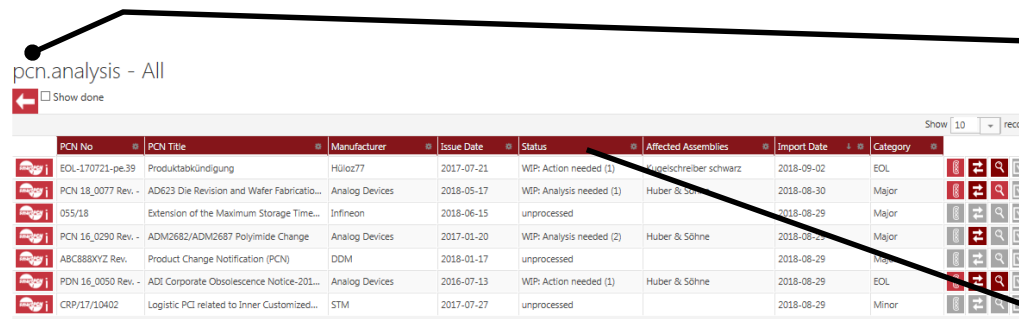 pcn.analysis - All
Show done
Show 10 reco
PCN No PCN Title Manufacturer Issue Date Status Affected Assemblies Import Date Category
EOL-170721-pe.39 Produktabkündigung Hüloz77 2017-07-21 WIP: Action needed (1) Kugelschreiber schwarz 2018-09-02 EOL
PCN 18_0077 Rev. - AD623 Die Revision and Wafer Fabricatio... Analog Devices 2018-05-17 WIP: Analysis needed (1) Huber & Söhne 2018-08-30 Major
055/18 Extension of the Maximum Storage Time... Infineon 2018-06-15 unprocessed 2018-08-29 Major
PCN 16_0290 Rev. - ADM2682/ADM2687 Polyimide Change Analog Devices 2017-01-20 WIP: Analysis needed (2) Huber & Söhne 2018-08-29 Major
ABC888XYZ Rev. Product Change Notification (PCN) DDM 2018-01-17 unprocessed 2018-08-29 Major
PDN 16_0050 Rev. - ADI Corporate Obsolescence Notice-201... Analog Devices 2016-07-13 WIP: Action needed (1) Huber & Söhne 2018-08-29 EOL
CRP/17/10402 Logistic PCI related to Inner Customized... STM 2017-07-27 unprocessed 2018-08-29 Minor